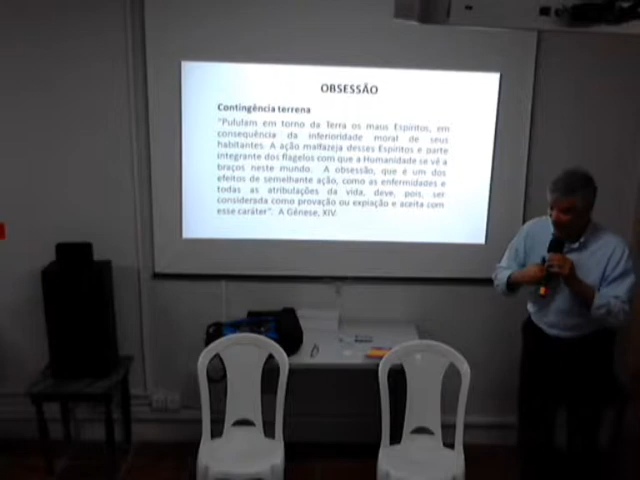 OBSESSÃO
Contingência terrena
"Pululam em torno da Terra os maus Espíritos, em
consequência da inferioridade moral de seus
habitantes. A ação malfazeja desses Espíritos é parte
integrante dos flagelos com que a Humanidade se vê a
braços neste mundo. A obsessão, que é um dos
efeitos de semelhante ação, como as enfermidades e
todas as atribulações da vida, deve, pois, ser
considerada como provação ou expiação e aceita com
esse caráter". A Gênese, XIV.